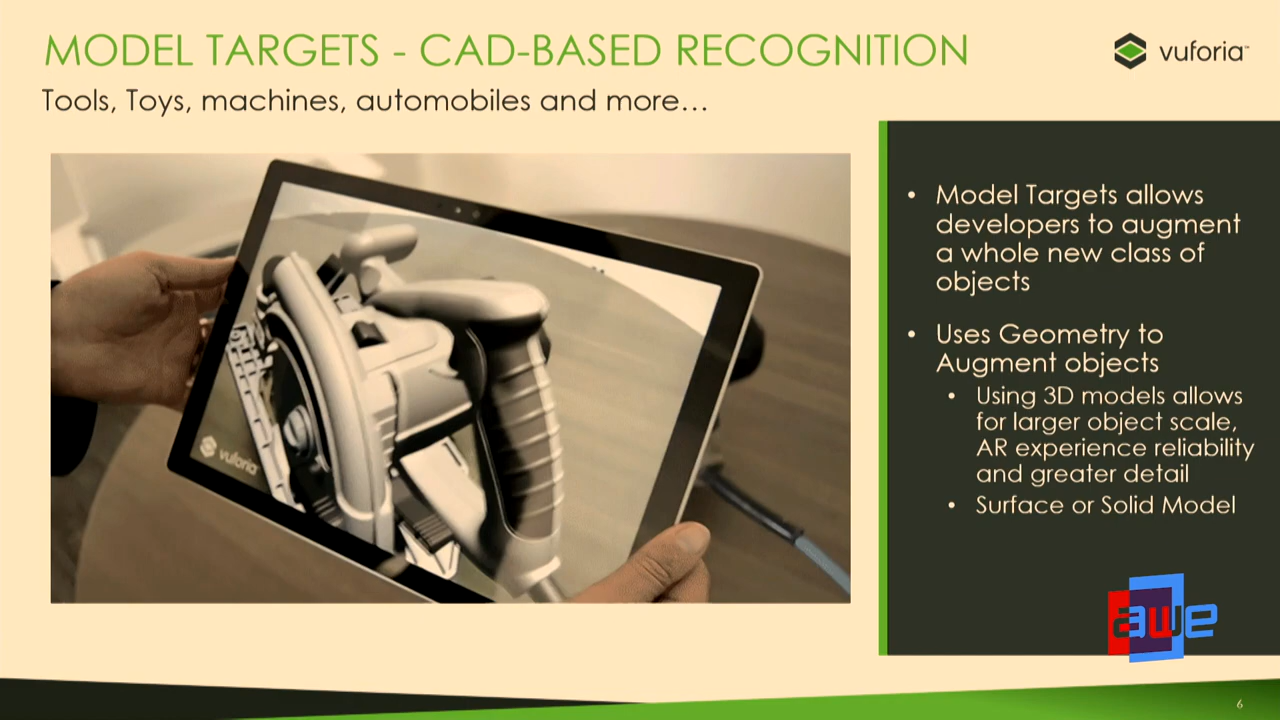 MODEL TARGETS - CAD-BASED RECOGNITION
vuforia™
Tools, Toys, machines, automobiles and more...
• Model Targets allows
developers to augment
a whole new class of
objects
• Uses Geometry to
Augment objects
• Using 3D models allows
for larger object scale,
AR experience reliability
and greater detail
• Surface or Solid Model
vuforia
awe
6